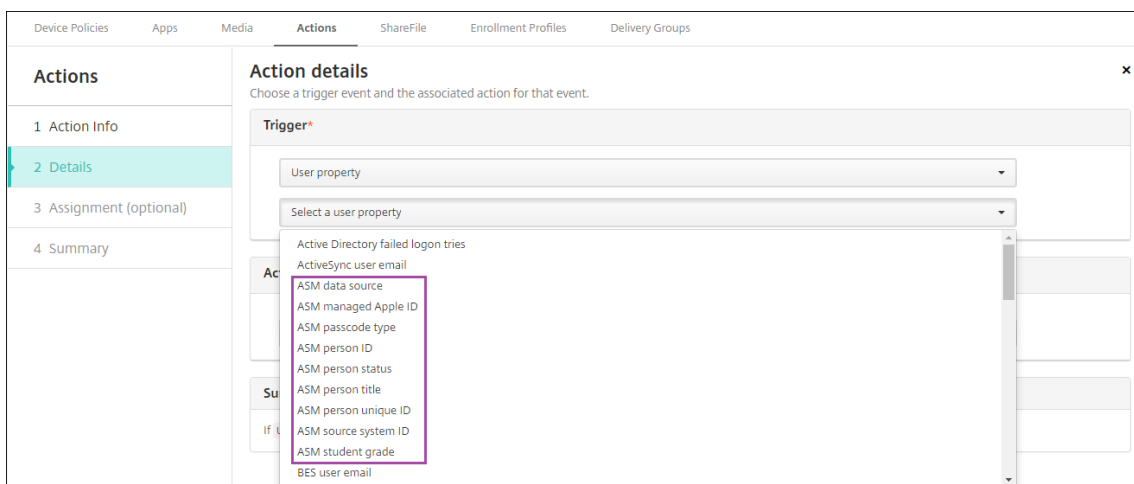 Device Policies Apps Media Actions ShareFile Enrollment Profiles Delivery Groups
Actions
1 Action Info
2 Details
3 Assignment (optional)
4 Summary
Action details
×
Choose a trigger event and the associated action for that event.
Trigger*
User property
Select a user property
Active Directory failed logon tries
ActiveSync user email
ASM data source
ASM managed Apple ID
ASM passcode type
ASM person ID
ASM person status
ASM person title
ASM person unique ID
ASM source system ID
ASM student grade
BES user email
Ac
Su
If